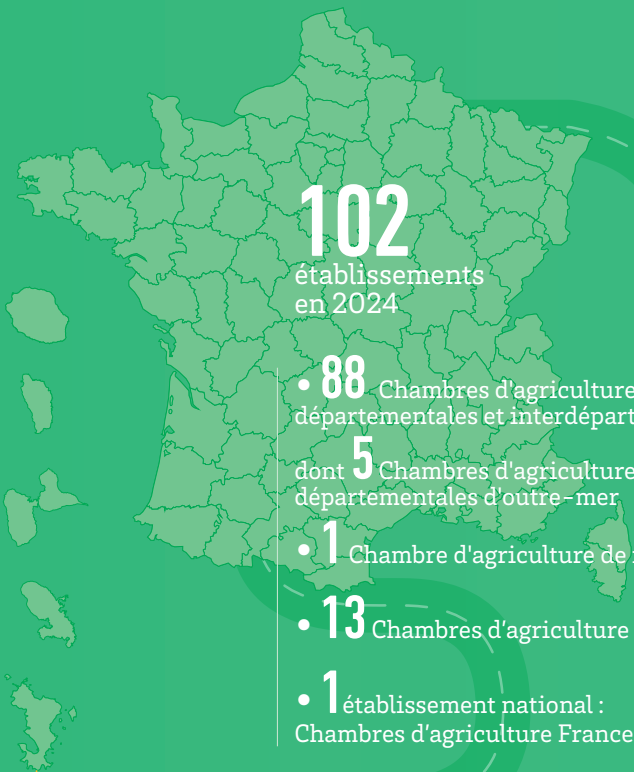 102
établissements
en 2024
• 88 Chambres d'agriculture
départementales et interdépart
dont 5 Chambres d'agriculture
départementales d'outre-mer
• 1 Chambre d'agriculture de
• 13 Chambres d'agriculture
• 1 établissement national :
Chambres d'agriculture France